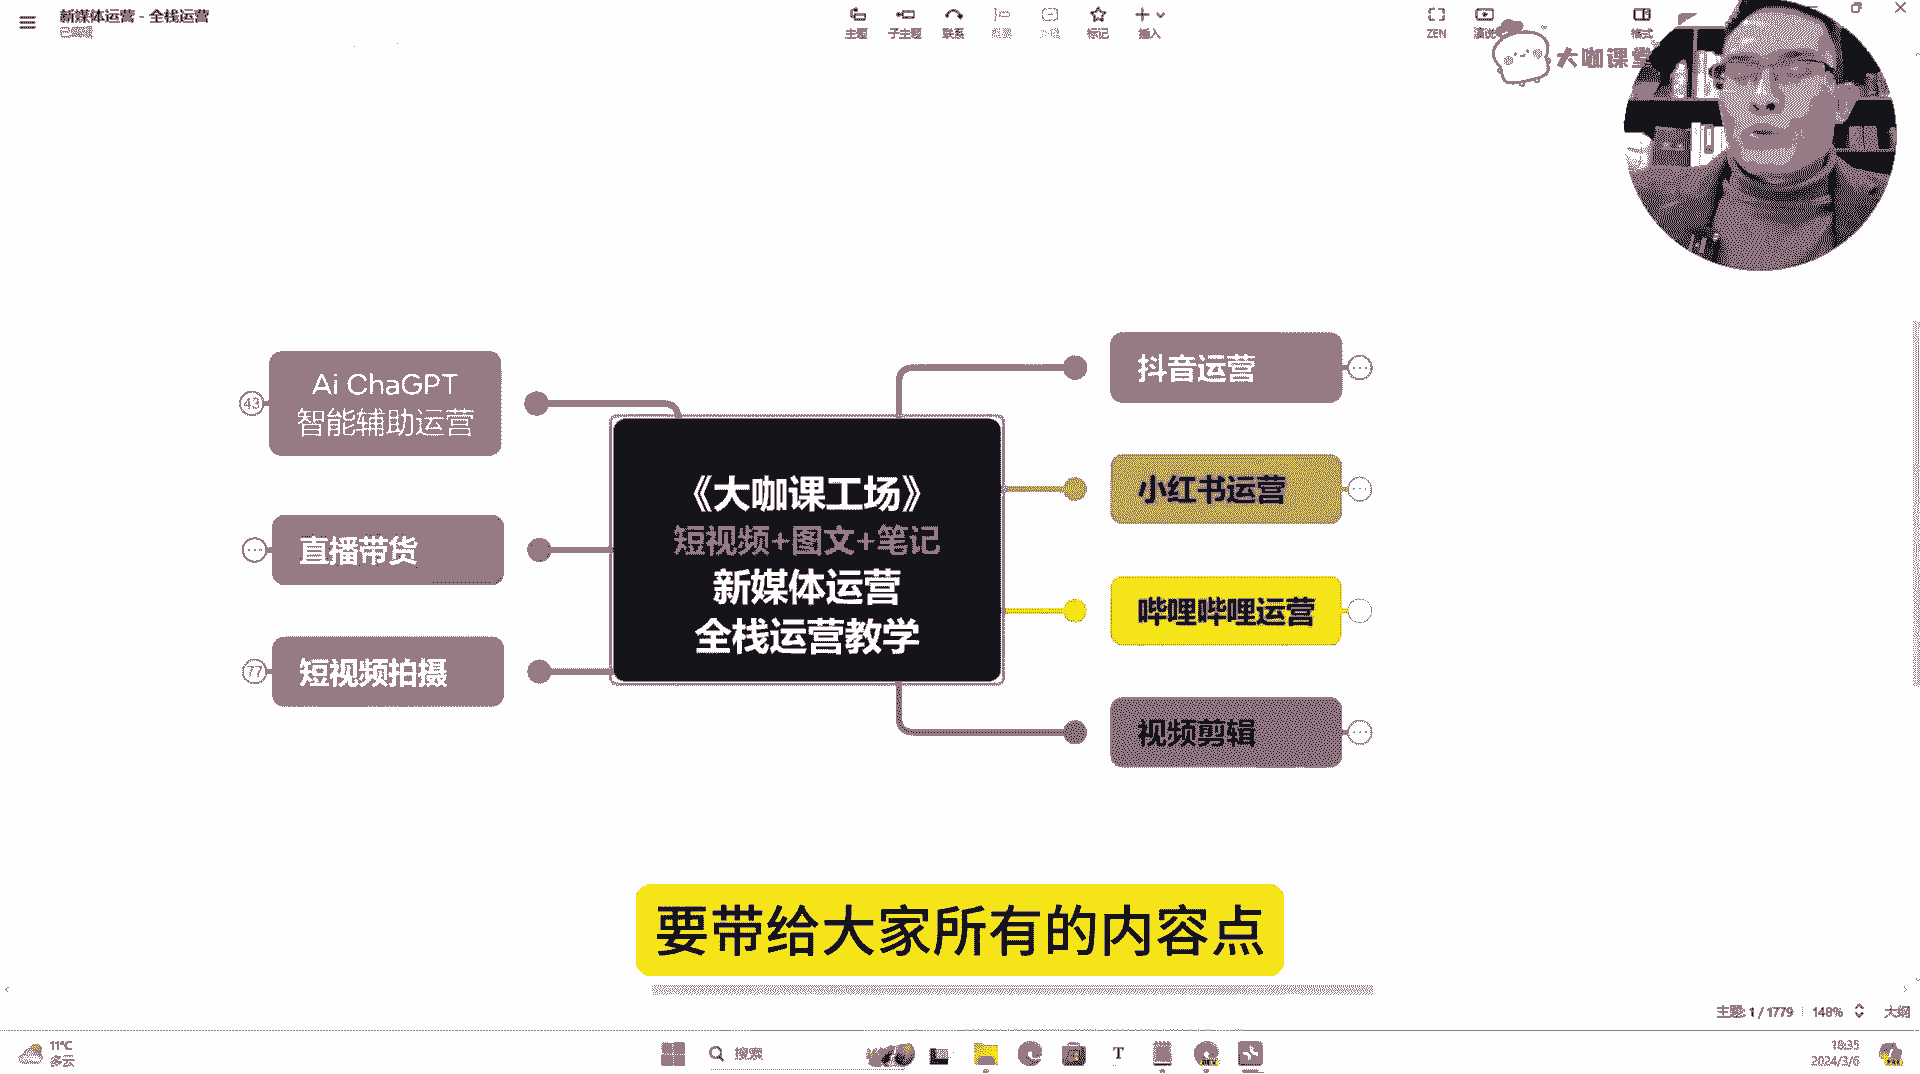 新媒体运营 - 全栈运营
已编辑
主题
子主题
联系
概要
外框
标记
插入
ZEN
演说
格式
大咖课堂
Ai ChaGPT
智能辅助运营
43
直播带货
短视频拍摄
77
《大咖课工场》
短视频+图文+笔记
新媒体运营
全栈运营教学
抖音运营
小红书运营
哔哩哔哩运营
视频剪辑
要带给大家所有的内容点
主题: 1 / 1779
148%
大纲
11°C
多云
搜索
18:35
2024/3/6